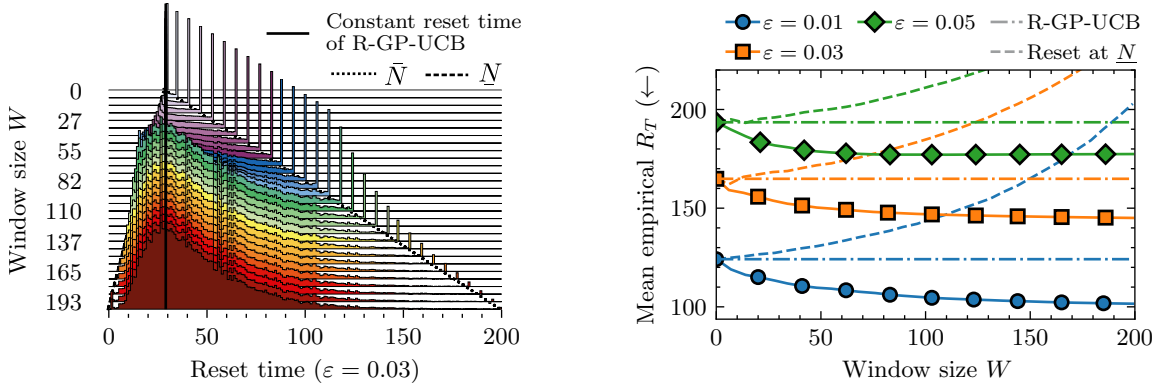 Constant reset time
of R-GP-UCB
N̄ N̲
Window size W
0
27
55
82
110
137
165
193
0 50 100 150 200
Reset time (ε = 0.03)
ε = 0.01 ε = 0.05 R-GP-UCB
ε = 0.03 Reset at N̲
Mean empirical R_T (←)
200
150
100
0 50 100 150 200
Window size W